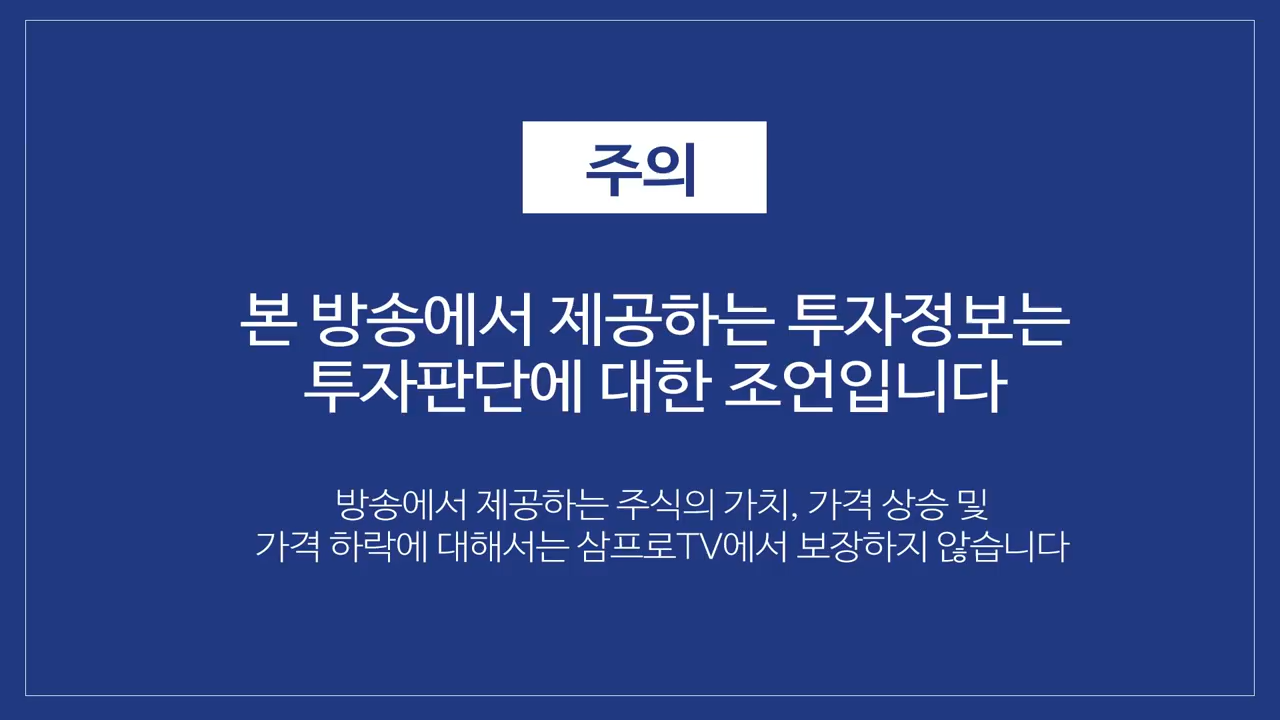 주의
본 방송에서 제공하는 투자정보는
투자판단에 대한 조언입니다
방송에서 제공하는 주식의 가치, 가격 상승 및
가격 하락에 대해서는 삼프로TV에서 보장하지 않습니다